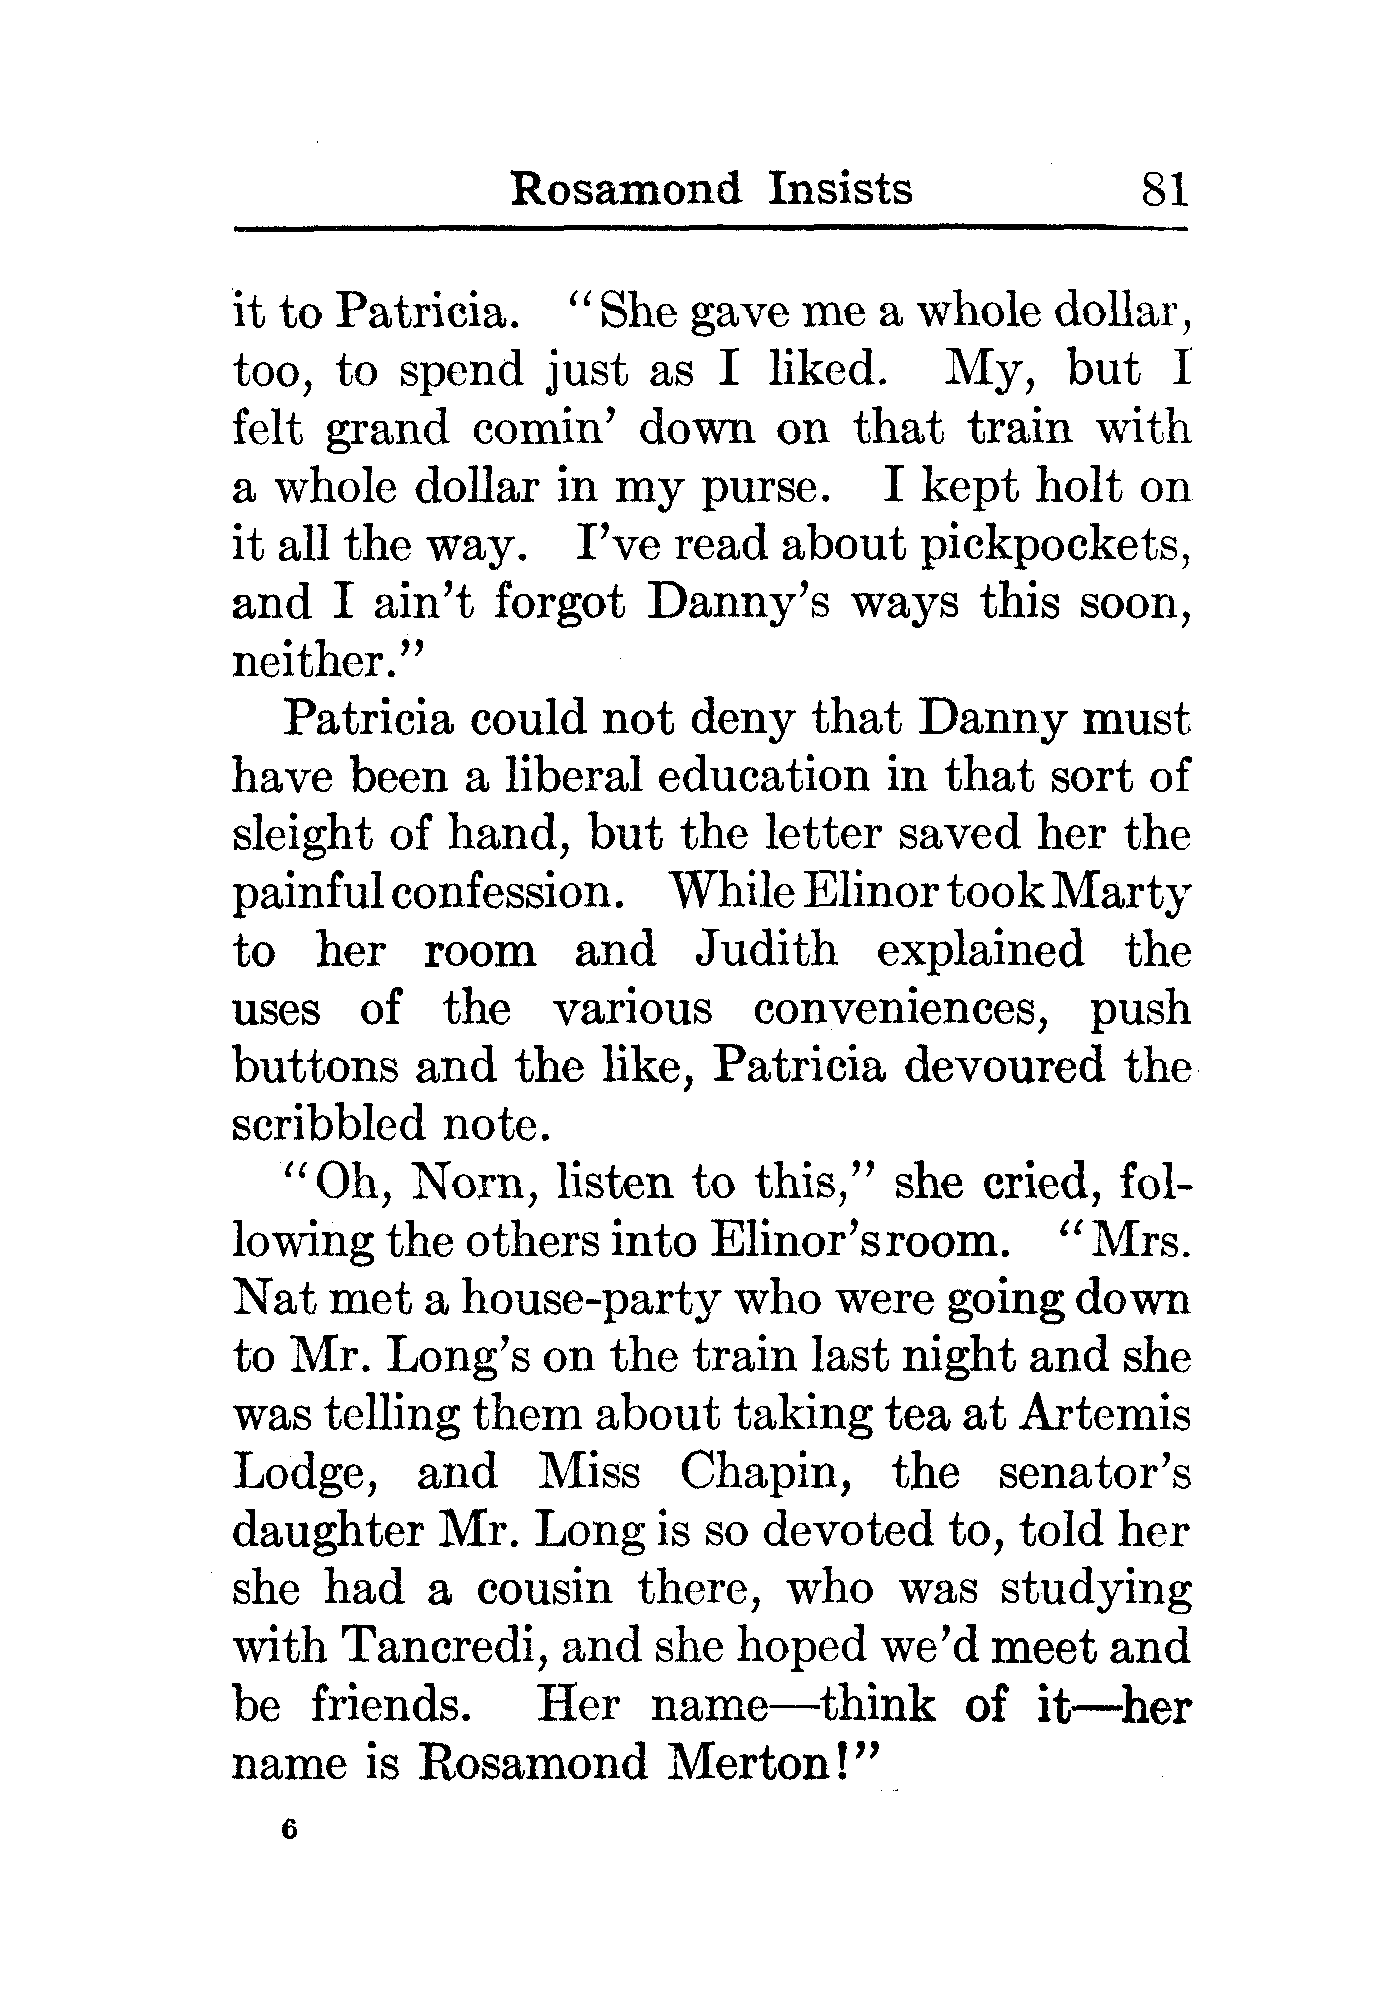 Rosamond Insists 81
it to Patricia. "She gave me a whole dollar,
too, to spend just as I liked. My, but I
felt grand comin' down on that train with
a whole dollar in my purse. I kept holt on
it all the way. I've read about pickpockets,
and I ain't forgot Danny's ways this soon,
neither."
Patricia could not deny that Danny must
have been a liberal education in that sort of
sleight of hand, but the letter saved her the
painful confession. While Elinor took Marty
to her room and Judith explained the
uses of the various conveniences, push
buttons and the like, Patricia devoured the
scribbled note.
"Oh, Norn, listen to this," she cried, fol-
lowing the others into Elinor's room. "Mrs.
Nat met a house-party who were going down
to Mr. Long's on the train last night and she
was telling them about taking tea at Artemis
Lodge, and Miss Chapin, the senator's
daughter Mr. Long is so devoted to, told her
she had a cousin there, who was studying
with Tancredi, and she hoped we'd meet and
be friends. Her name—think of it—her
name is Rosamond Merton!"
6